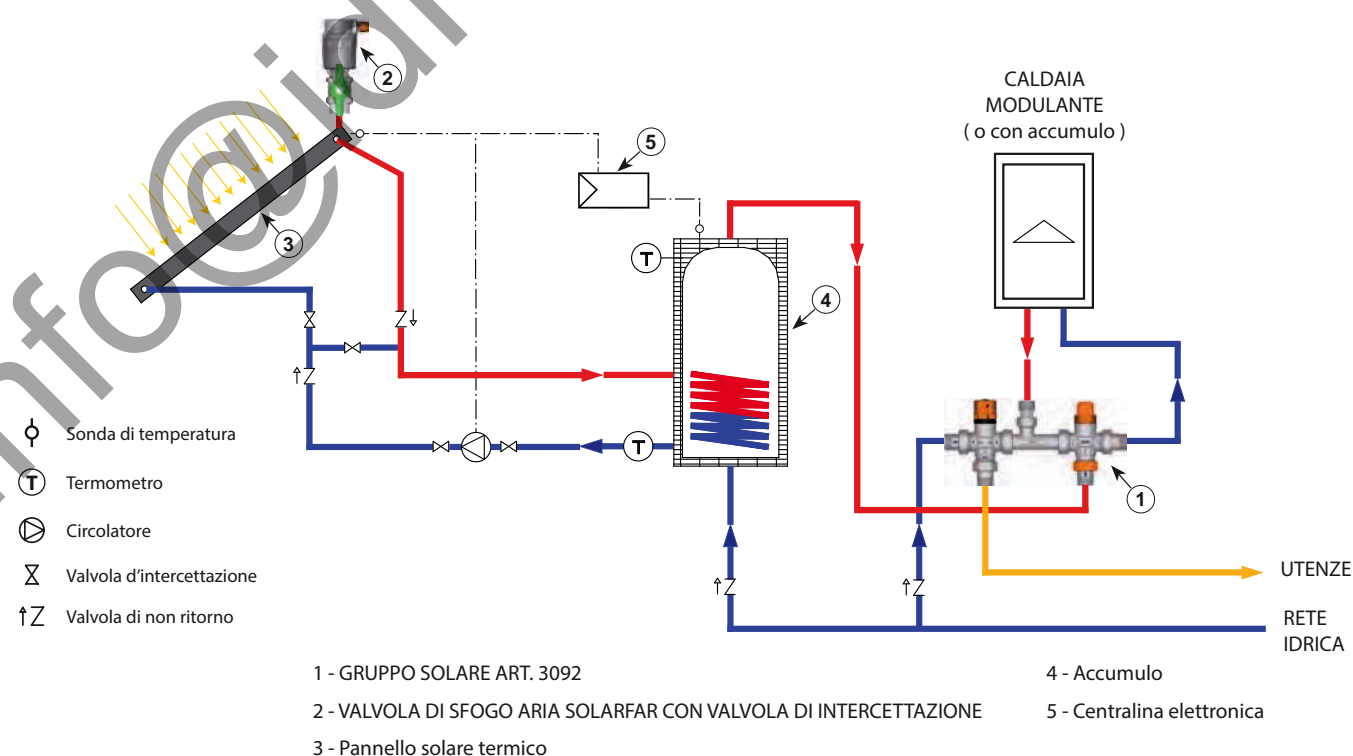 2
CALDAIA
MODULANTE
( o con accumulo )
5
3
T
4
Sonda di temperatura
T
Termometro
T
1
Circolatore
Valvola d'intercettazione
UTENZE
Valvola di non ritorno
RETE
IDRICA
1 - GRUPPO SOLARE ART. 3092
2 - VALVOLA DI SFOGO ARIA SOLARFAR CON VALVOLA DI INTERCETTAZIONE
3 - Pannello solare termico
4 - Accumulo
5 - Centralina elettronica